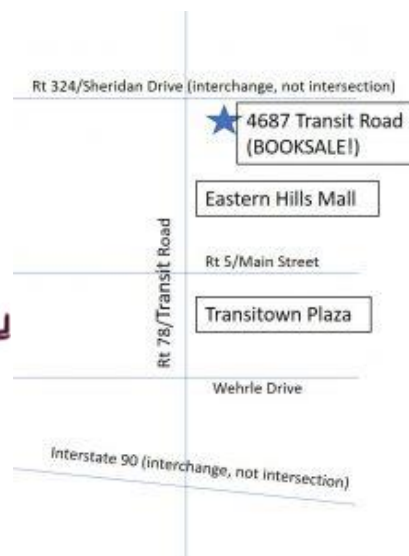 Rt 324/Sheridan Drive (interchange, not intersection)
4687 Transit Road
(BOOKSALE!)
Eastern Hills Mall
Rt 78/Transit Road
Rt 5/Main Street
Transitown Plaza
Wehrle Drive
Interstate 90 (interchange, not intersection)